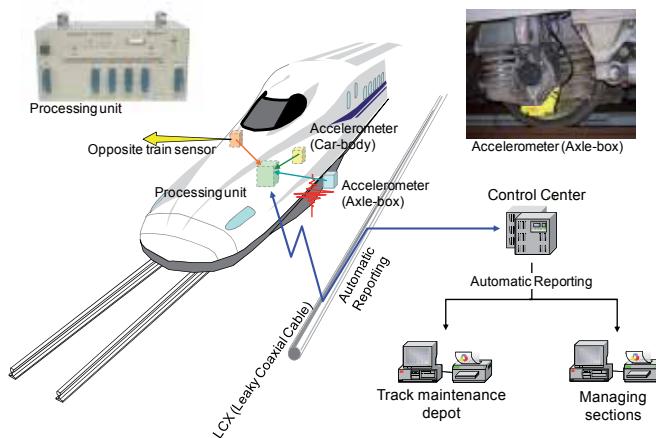 Processing unit
Accelerometer
(Car-body)
Opposite train sensor
Accelerometer (Axle-box)
Processing unit
Accelerometer
(Axle-box)
Control Center
Automatic
Reporting
Automatic Reporting
LCX (Leaky Coaxial Cable)
Track maintenance
depot
Managing
sections